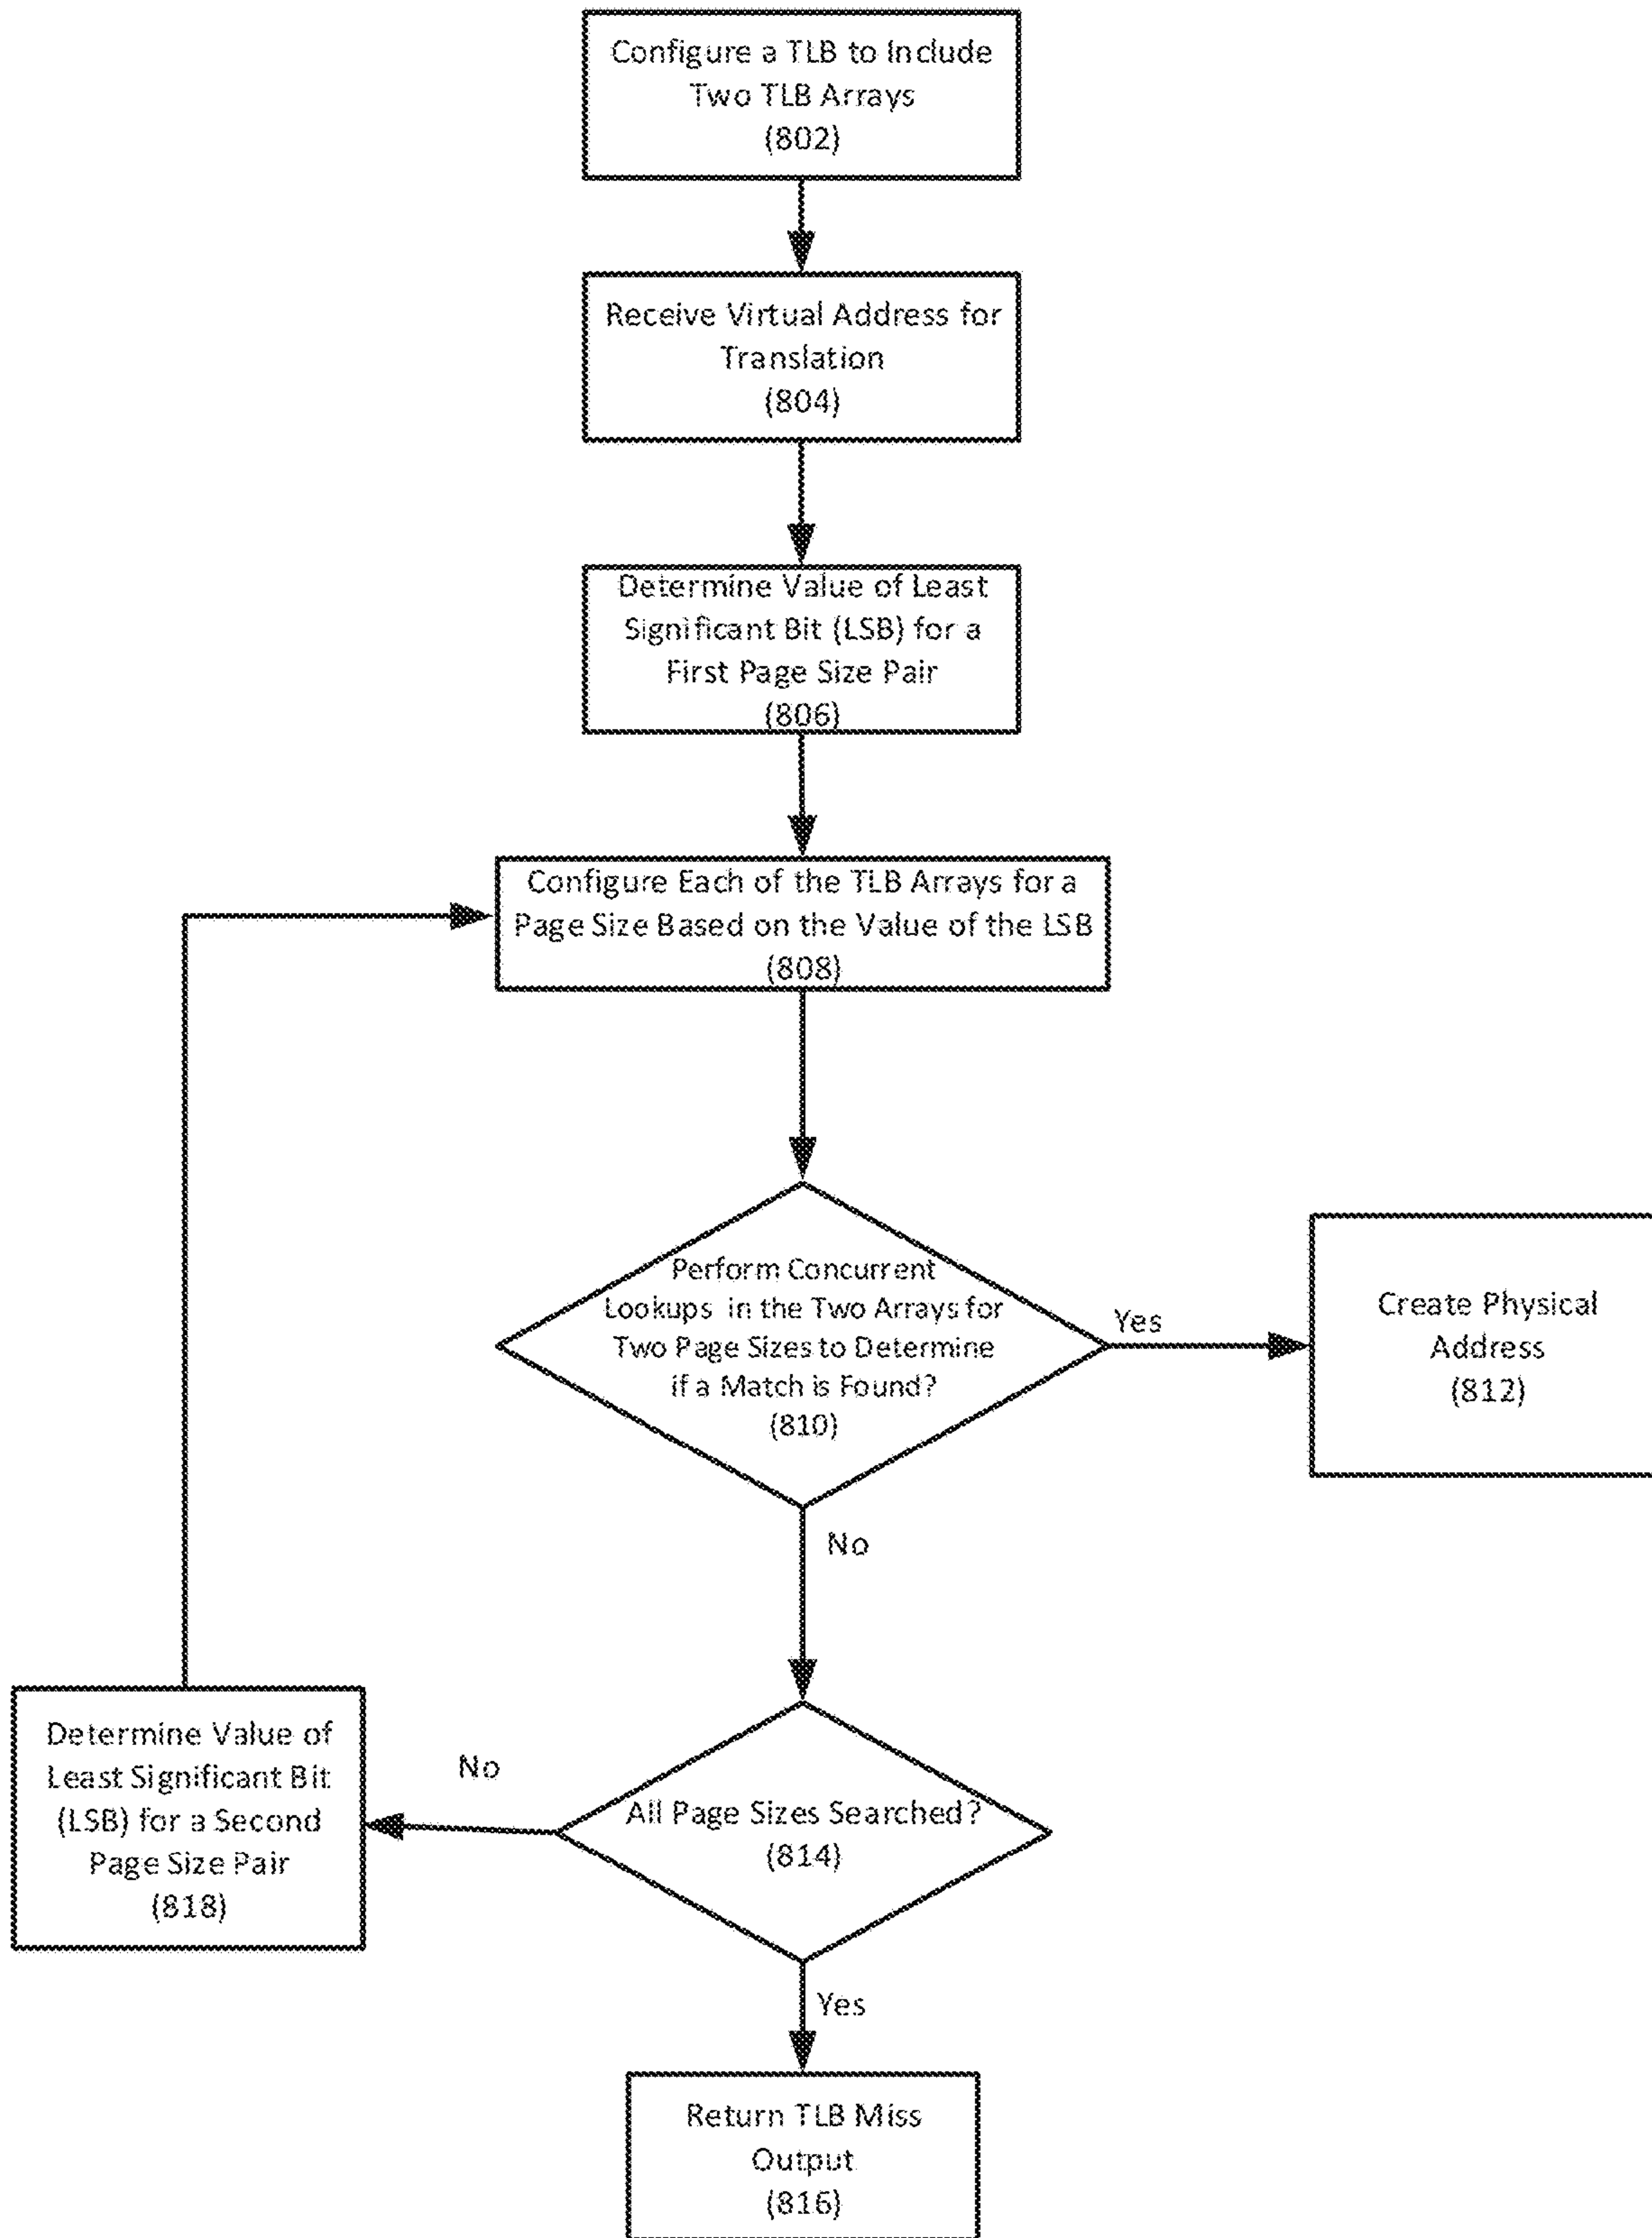 Configure a TLB to Include
Two TLB Arrays
(802)
Receive Virtual Address for
Translation
(804)
Determine Value of Least
Significant Bit (LSB) for a
First Page Size Pair
(806)
Configure Each of the TLB Arrays for a
Page Size Based on the Value of the LSB
(808)
Perform Concurrent
Lookups in the Two Arrays for
Two Page Sizes to Determine
if a Match is Found?
(810)
Yes
Create Physical
Address
(812)
No
All Page Sizes Searched?
(814)
No
Determine Value of
Least Significant Bit
(LSB) for a Second
Page Size Pair
(818)
Yes
Return TLB Miss
Output
(816)